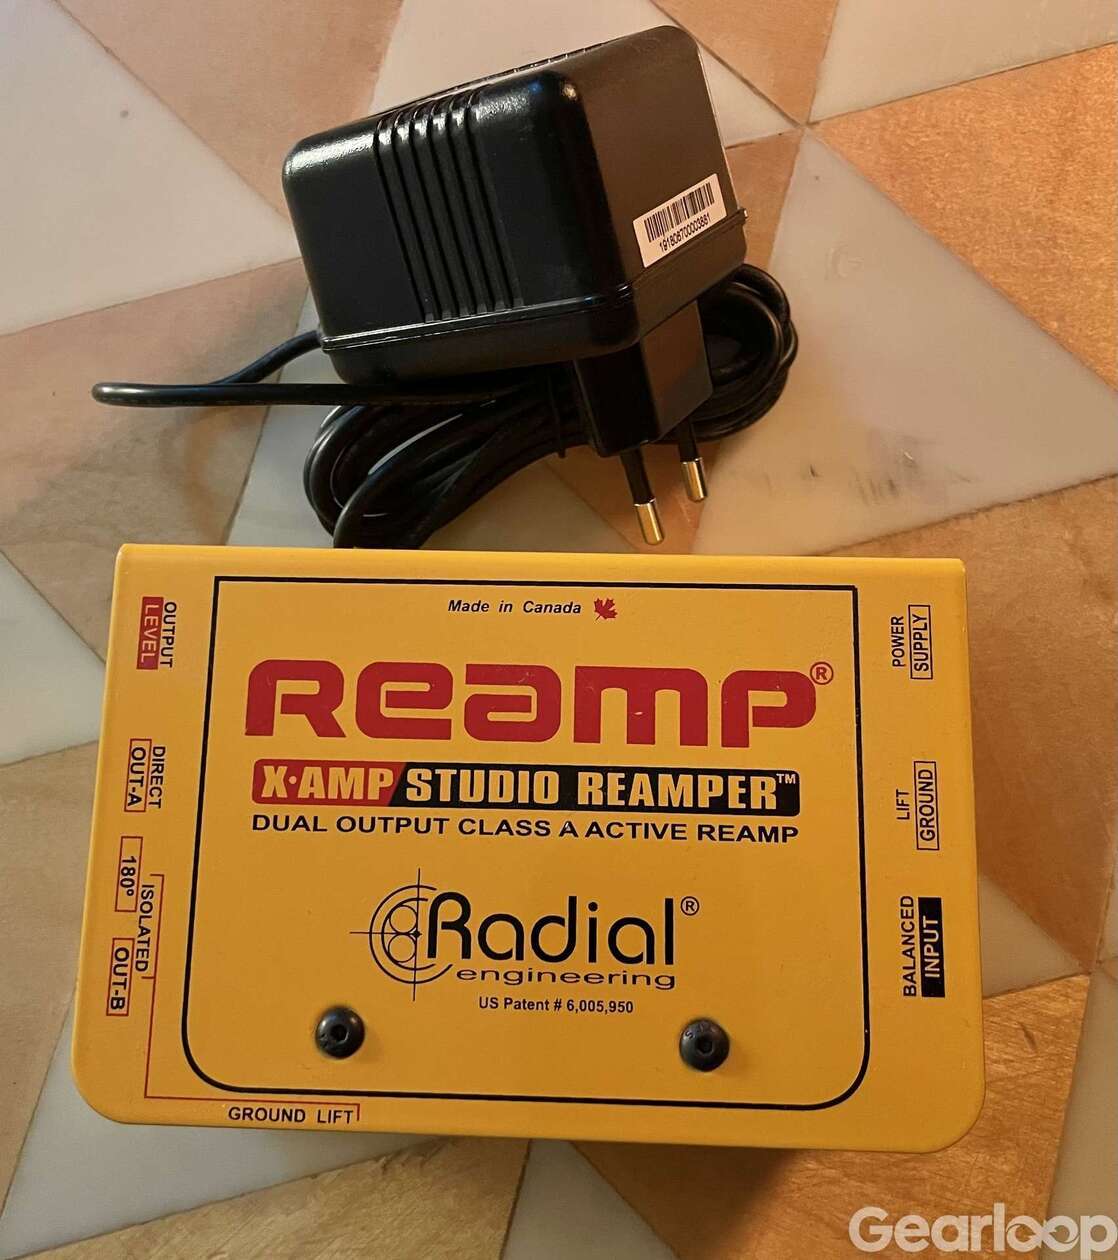 19180670003881
Made in Canada
REAMP®
X·AMP STUDIO REAMPER™
DUAL OUTPUT CLASS A ACTIVE REAMP
Radial®
engineering
US Patent # 6,005,950
OUTPUT
LEVEL
DIRECT
OUT-A
180°
ISOLATED
OUT-B
GROUND LIFT
POWER
SUPPLY
LIFT
GROUND
BALANCED
INPUT
Gearloop